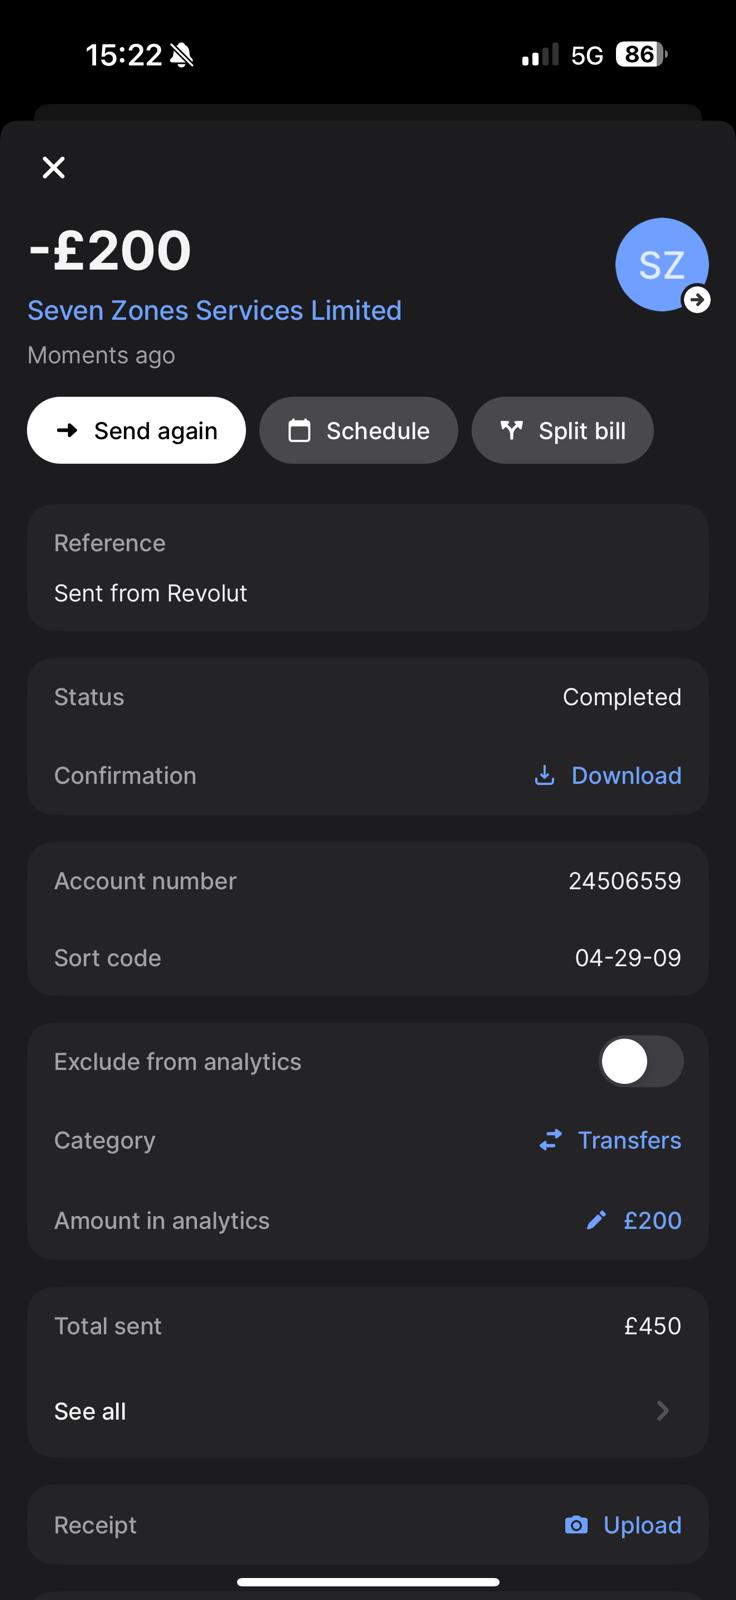 15:22
5G 86
-£200
SZ
Seven Zones Services Limited
Moments ago
Send again Schedule Split bill
Reference
Sent from Revolut
Status Completed
Confirmation Download
Account number 24506559
Sort code 04-29-09
Exclude from analytics
Category Transfers
Amount in analytics £200
Total sent £450
See all
Receipt Upload